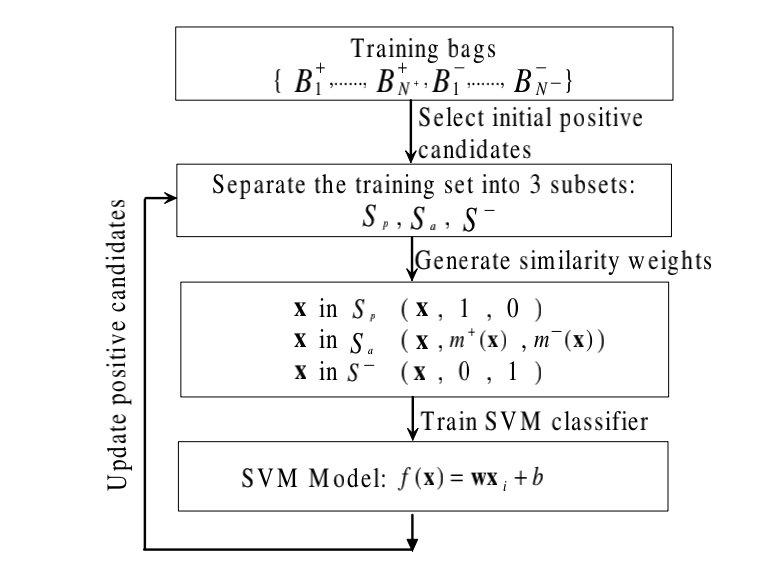 Training bags
{ B₁⁺,......, B_N⁺⁺, B₁⁻,......, B_N⁻⁻}
Select initial positive
candidates
Separate the training set into 3 subsets:
Sₚ , Sₐ , S⁻
Generate similarity weights
x in Sₚ ( x , 1 , 0 )
x in Sₐ ( x , m⁺(x) , m⁻(x))
x in S⁻ ( x , 0 , 1 )
Train SVM classifier
SVM Model: f(x) = wxᵢ + b
Update positive candidates